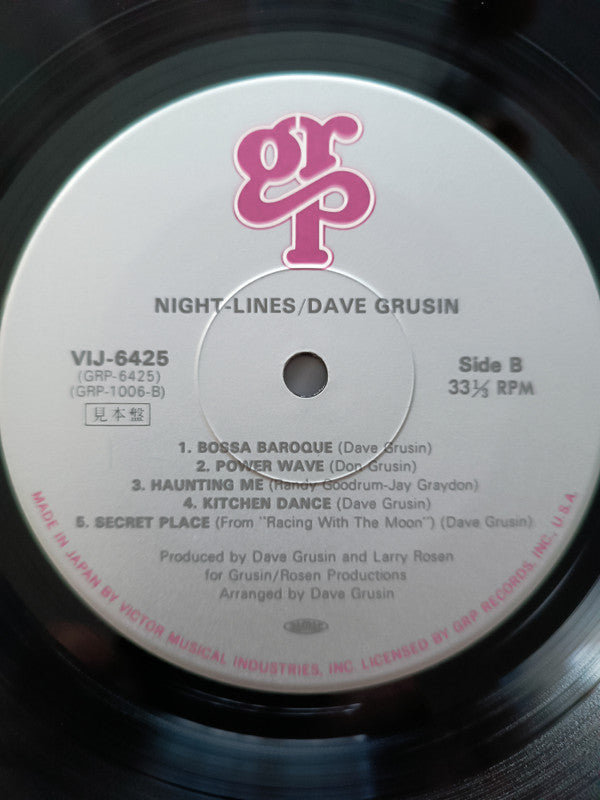 grp
NIGHT-LINES/DAVE GRUSIN
VIJ-6425
(GRP-6425)
(GRP-1006-B)
見本盤
Side B
33⅓ RPM
1. BOSSA BAROQUE (Dave Grusin)
2. POWER WAVE (Don Grusin)
3. HAUNTING ME (Randy Goodrum-Jay Graydon)
4. KITCHEN DANCE (Dave Grusin)
5. SECRET PLACE (From "Racing With The Moon") (Dave Grusin)
Produced by Dave Grusin and Larry Rosen
for Grusin/Rosen Productions
Arranged by Dave Grusin
MADE IN JAPAN BY VICTOR MUSICAL INDUSTRIES, INC. LICENSED BY GRP RECORDS, INC., U.S.A.